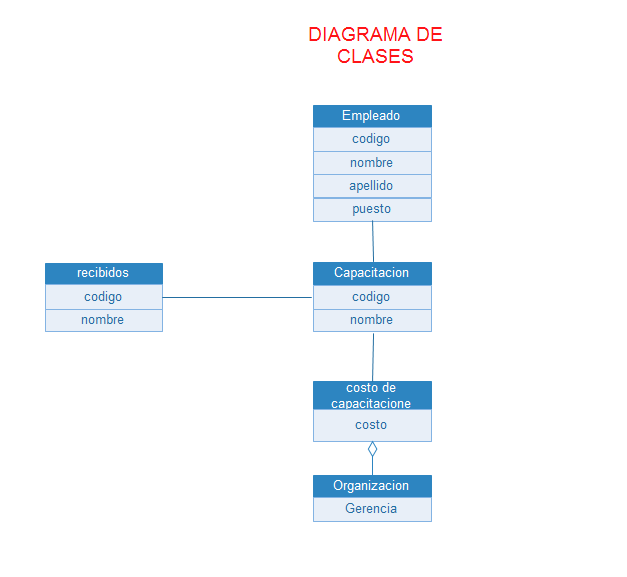 DIAGRAMA DE
CLASES
Empleado
codigo
nombre
apellido
puesto
recibidos
codigo
nombre
Capacitacion
codigo
nombre
costo de
capacitacione
costo
Organizacion
Gerencia